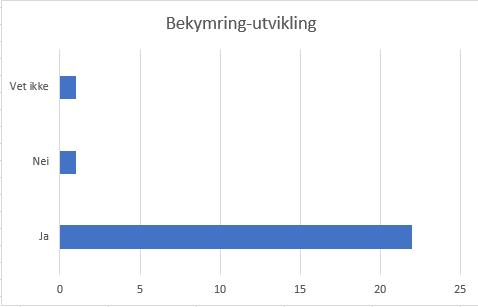 Bekymring-utvikling
Vet ikke
Nei
Ja
0 5 10 15 20 25